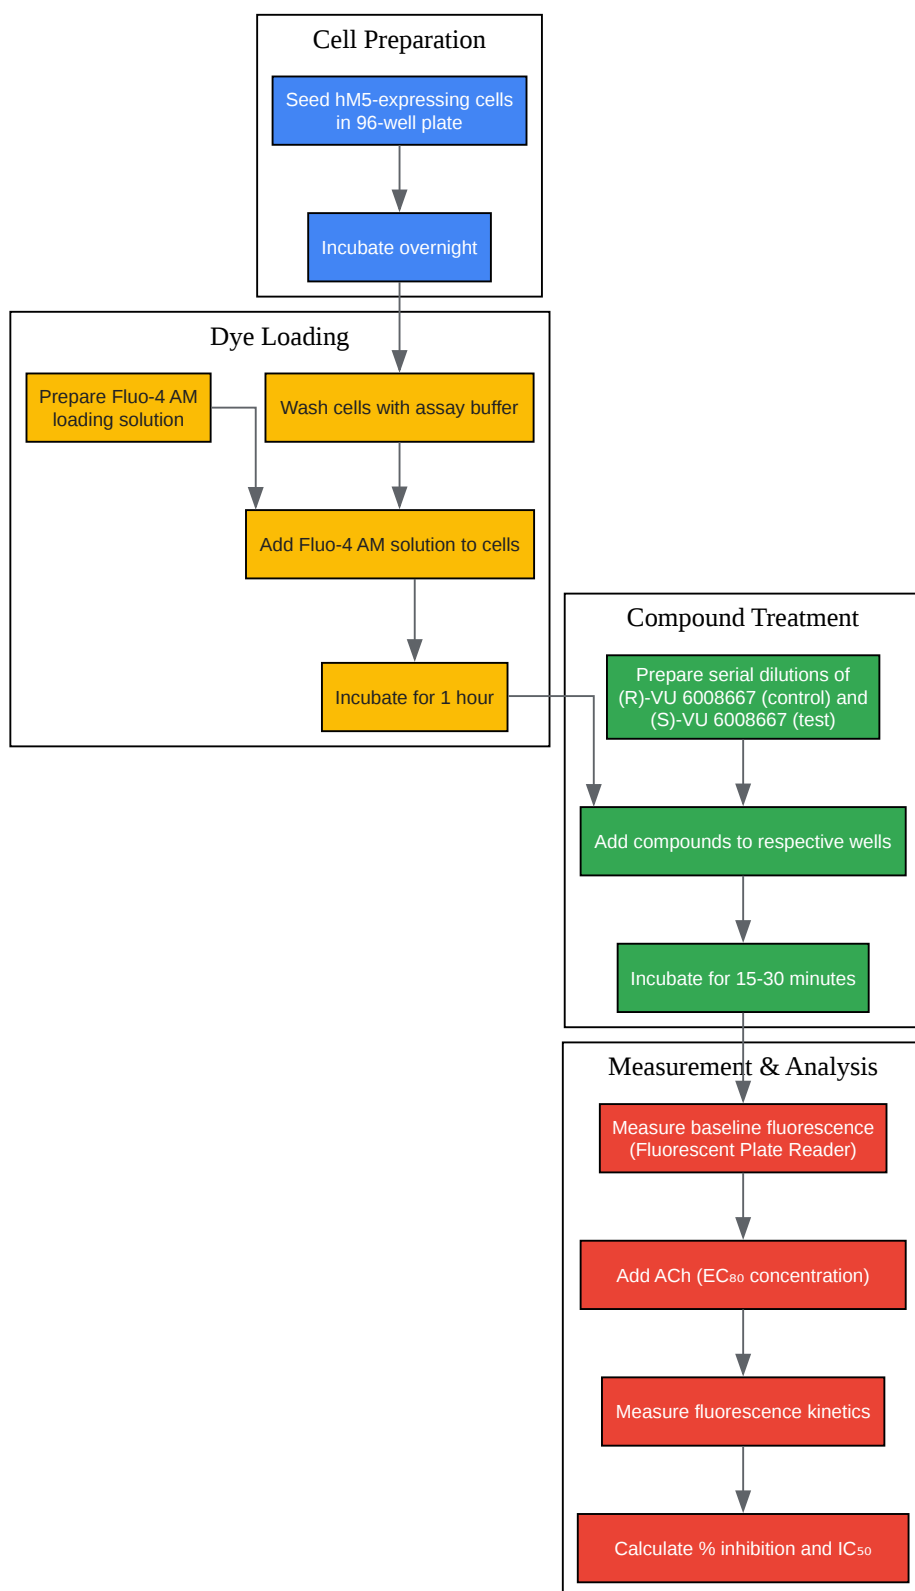 Cell Preparation
Seed hM5-expressing cells
in 96-well plate
Incubate overnight
Dye Loading
Prepare Fluo-4 AM
loading solution
Wash cells with assay buffer
Add Fluo-4 AM solution to cells
Incubate for 1 hour
Compound Treatment
Prepare serial dilutions of
(R)-VU 6008667 (control) and
(S)-VU 6008667 (test)
Add compounds to respective wells
Incubate for 15-30 minutes
Measurement & Analysis
Measure baseline fluorescence
(Fluorescent Plate Reader)
Add ACh (EC₈₀ concentration)
Measure fluorescence kinetics
Calculate % inhibition and IC₅₀